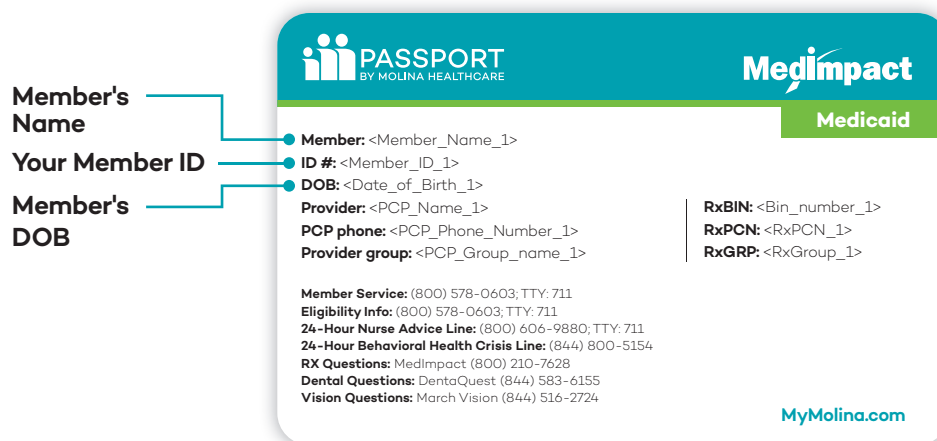 Member's
Name
Your Member ID
Member's
DOB
PASSPORT
BY MOLINA HEALTHCARE
MedImpact
Medicaid
Member: <Member_Name_1>
ID #: <Member_ID_1>
DOB: <Date_of_Birth_1>
Provider: <PCP_Name_1>
PCP phone: <PCP_Phone_Number_1>
Provider group: <PCP_Group_name_1>
RxBIN: <Bin_number_1>
RxPCN: <RxPCN_1>
RxGRP: <RxGroup_1>
Member Service: (800) 578-0603; TTY: 711
Eligibility Info: (800) 578-0603; TTY: 711
24-Hour Nurse Advice Line: (800) 606-9880; TTY: 711
24-Hour Behavioral Health Crisis Line: (844) 800-5154
RX Questions: MedImpact (800) 210-7628
Dental Questions: DentaQuest (844) 583-6155
Vision Questions: March Vision (844) 516-2724
MyMolina.com